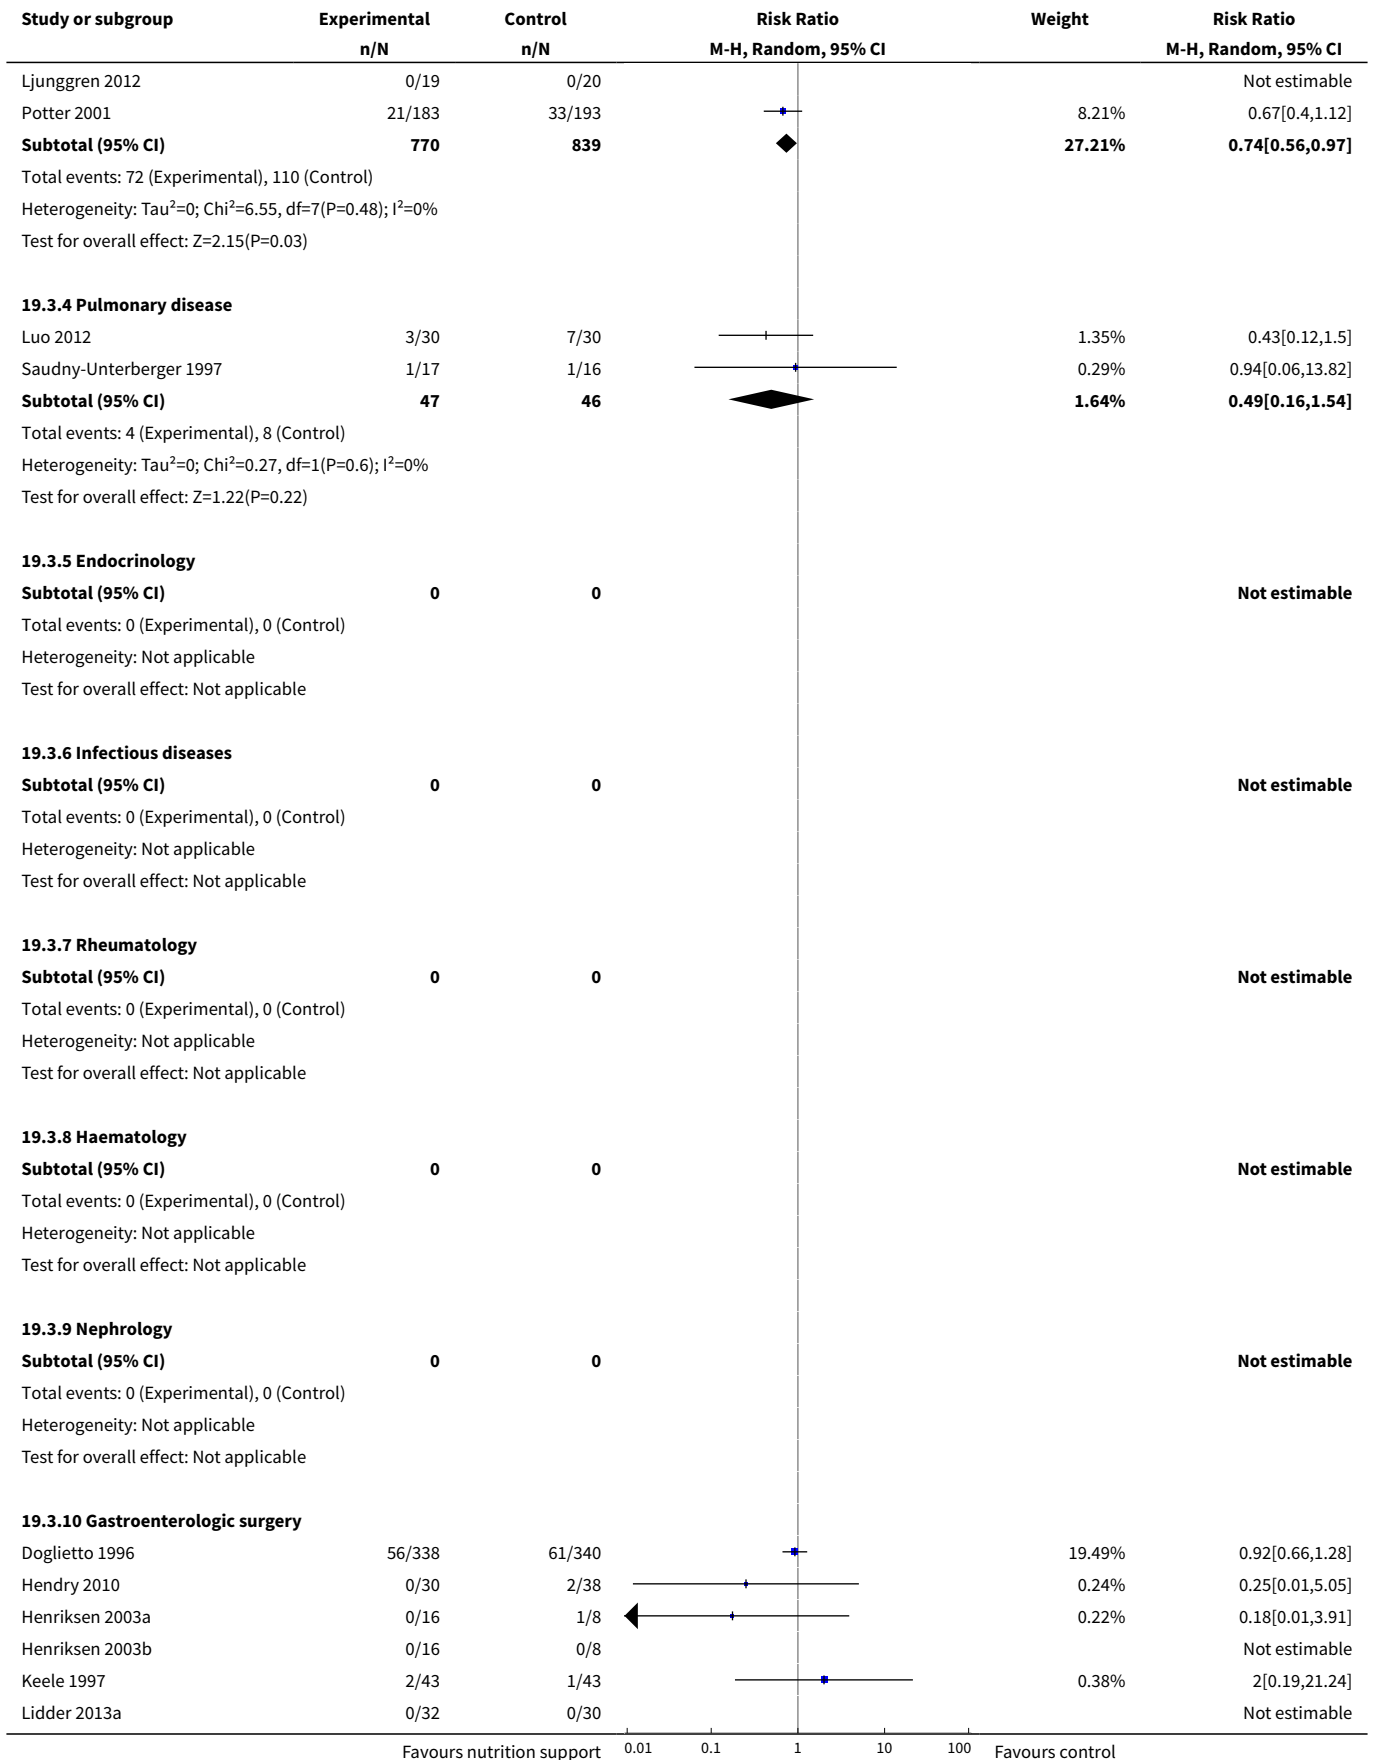 Study or subgroup Experimental Control Risk Ratio Weight Risk Ratio
n/N n/N M-H, Random, 95% CI M-H, Random, 95% CI
Ljunggren 2012 0/19 0/20 Not estimable
Potter 2001 21/183 33/193 8.21% 0.67[0.4,1.12]
Subtotal (95% CI) 770 839 27.21% 0.74[0.56,0.97]
Total events: 72 (Experimental), 110 (Control)
Heterogeneity: Tau²=0; Chi²=6.55, df=7(P=0.48); I²=0%
Test for overall effect: Z=2.15(P=0.03)
19.3.4 Pulmonary disease
Luo 2012 3/30 7/30 1.35% 0.43[0.12,1.5]
Saudny-Unterberger 1997 1/17 1/16 0.29% 0.94[0.06,13.82]
Subtotal (95% CI) 47 46 1.64% 0.49[0.16,1.54]
Total events: 4 (Experimental), 8 (Control)
Heterogeneity: Tau²=0; Chi²=0.27, df=1(P=0.6); I²=0%
Test for overall effect: Z=1.22(P=0.22)
19.3.5 Endocrinology
Subtotal (95% CI) 0 0 Not estimable
Total events: 0 (Experimental), 0 (Control)
Heterogeneity: Not applicable
Test for overall effect: Not applicable
19.3.6 Infectious diseases
Subtotal (95% CI) 0 0 Not estimable
Total events: 0 (Experimental), 0 (Control)
Heterogeneity: Not applicable
Test for overall effect: Not applicable
19.3.7 Rheumatology
Subtotal (95% CI) 0 0 Not estimable
Total events: 0 (Experimental), 0 (Control)
Heterogeneity: Not applicable
Test for overall effect: Not applicable
19.3.8 Haematology
Subtotal (95% CI) 0 0 Not estimable
Total events: 0 (Experimental), 0 (Control)
Heterogeneity: Not applicable
Test for overall effect: Not applicable
19.3.9 Nephrology
Subtotal (95% CI) 0 0 Not estimable
Total events: 0 (Experimental), 0 (Control)
Heterogeneity: Not applicable
Test for overall effect: Not applicable
19.3.10 Gastroenterologic surgery
Doglietto 1996 56/338 61/340 19.49% 0.92[0.66,1.28]
Hendry 2010 0/30 2/38 0.24% 0.25[0.01,5.05]
Henriksen 2003a 0/16 1/8 0.22% 0.18[0.01,3.91]
Henriksen 2003b 0/16 0/8 Not estimable
Keele 1997 2/43 1/43 0.38% 2[0.19,21.24]
Lidder 2013a 0/32 0/30 Not estimable
Favours nutrition support 0.01 0.1 1 10 100 Favours control